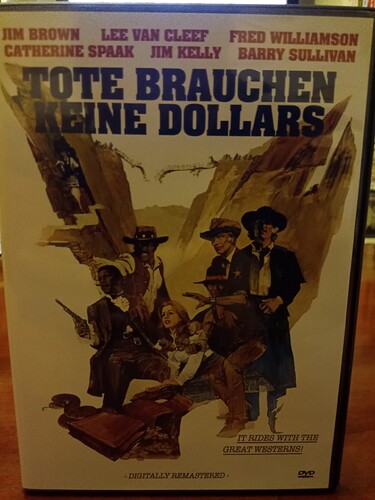 JIM BROWN LEE VAN CLEEF FRED WILLIAMSON
CATHERINE SPAAK JIM KELLY BARRY SULLIVAN
TOTE BRAUCHEN
KEINE DOLLARS
IT RIDES WITH THE
GREAT WESTERNS!
DVD
- DIGITALLY REMASTERED -